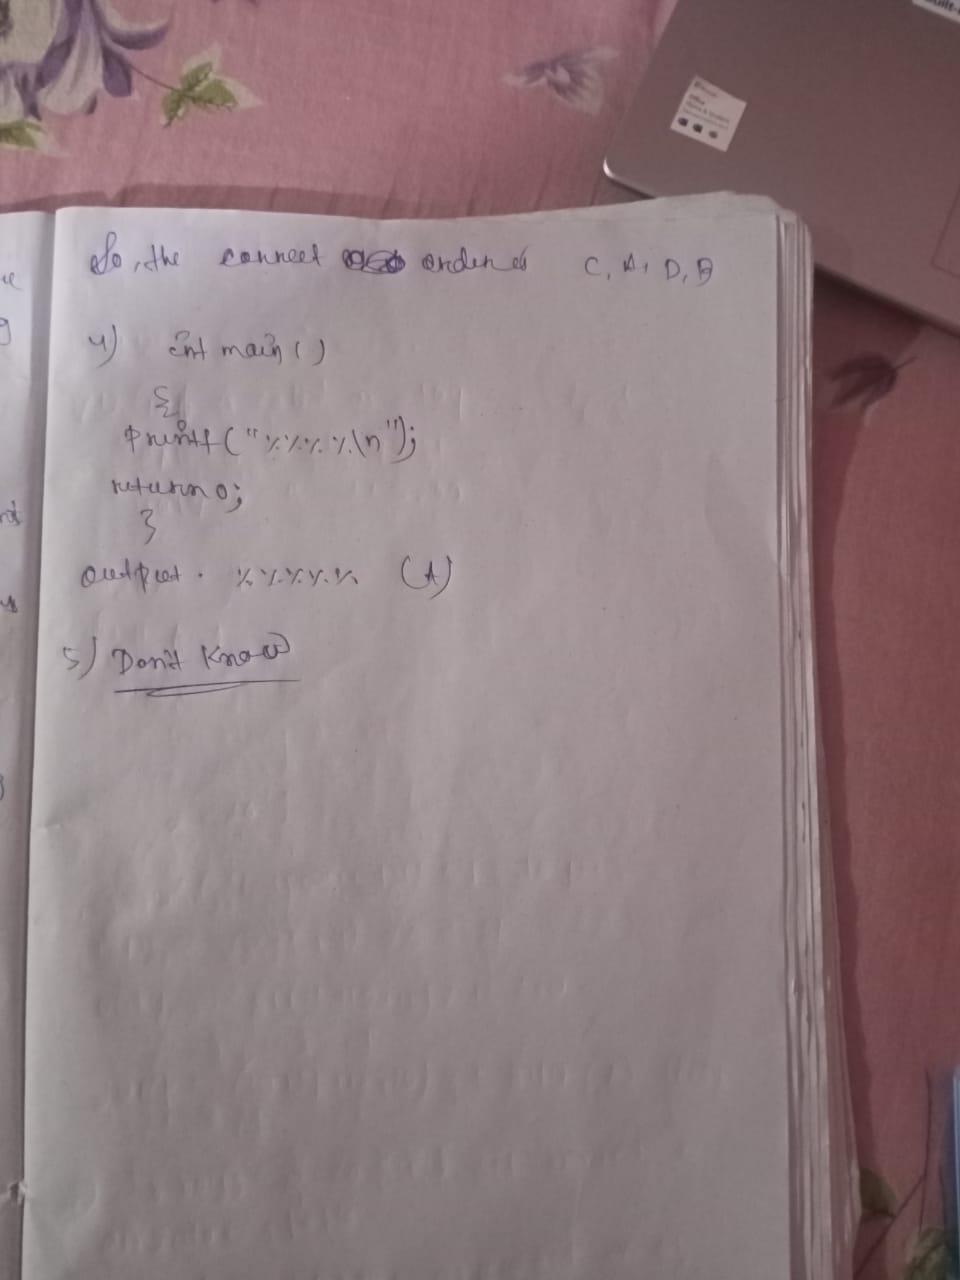 So, the correct order is C, A, D, B
4) int main()
{
printf("%%%%\n");
return 0;
}
output. %%%%% (A)
5) Don't Know